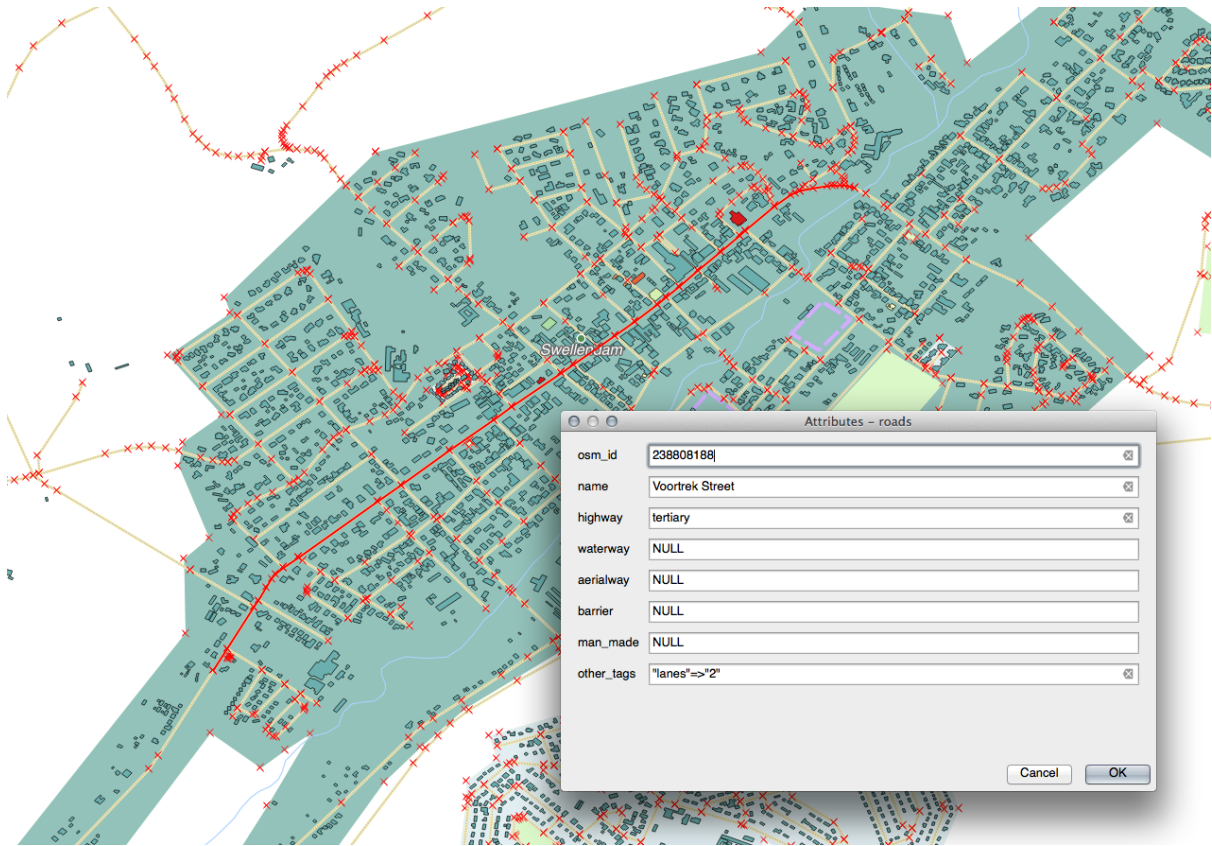 Swellendam
Attributes – roads
osm_id 238808188
name Voortrek Street
highway tertiary
waterway NULL
aerialway NULL
barrier NULL
man_made NULL
other_tags "lanes"=>"2"
Cancel OK